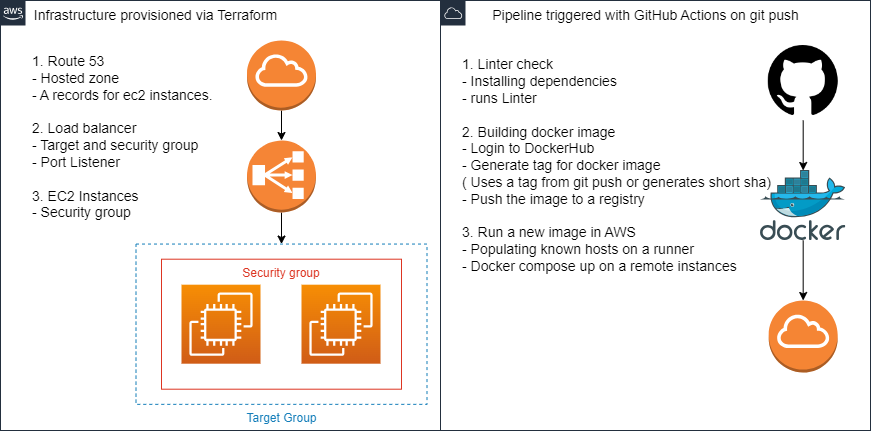 aws
Infrastructure provisioned via Terraform
1. Route 53
- Hosted zone
- A records for ec2 instances.
2. Load balancer
- Target and security group
- Port Listener
3. EC2 Instances
- Security group
Security group
Target Group
Pipeline triggered with GitHub Actions on git push
1. Linter check
- Installing dependencies
- runs Linter
2. Building docker image
- Login to DockerHub
- Generate tag for docker image
( Uses a tag from git push or generates short sha)
- Push the image to a registry
3. Run a new image in AWS
- Populating known hosts on a runner
- Docker compose up on a remote instances
docker